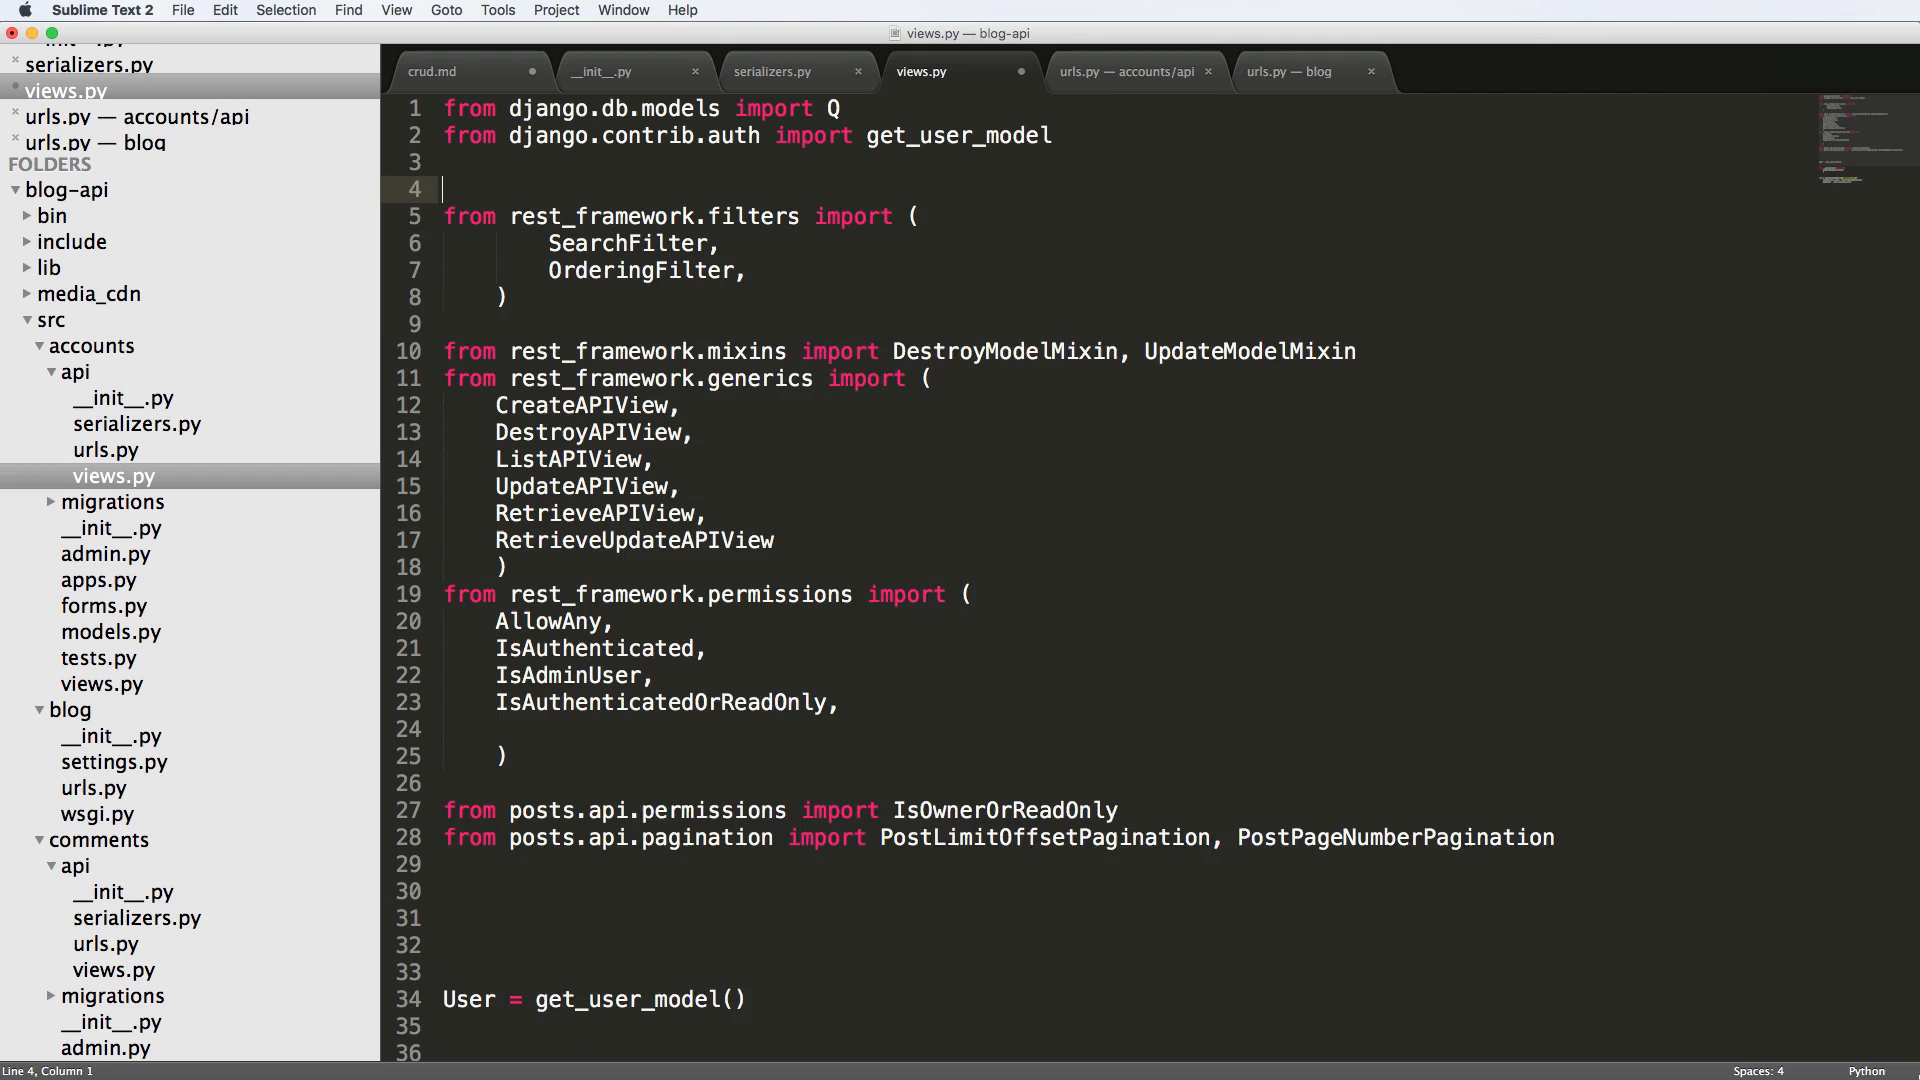 Sublime Text 2 File Edit Selection Find View Goto Tools Project Window Help
views.py — blog-api
__init__.py
serializers.py
views.py
urls.py — accounts/api
urls.py — blog
FOLDERS
blog-api
bin
include
lib
media_cdn
src
accounts
api
__init__.py
serializers.py
urls.py
views.py
migrations
__init__.py
admin.py
apps.py
forms.py
models.py
tests.py
views.py
blog
__init__.py
settings.py
urls.py
wsgi.py
comments
api
__init__.py
serializers.py
urls.py
views.py
migrations
__init__.py
admin.py
crud.md __init__.py serializers.py views.py urls.py — accounts/api urls.py — blog
1 from django.db.models import Q
2 from django.contrib.auth import get_user_model
3
4
5 from rest_framework.filters import (
6 SearchFilter,
7 OrderingFilter,
8 )
9
10 from rest_framework.mixins import DestroyModelMixin, UpdateModelMixin
11 from rest_framework.generics import (
12 CreateAPIView,
13 DestroyAPIView,
14 ListAPIView,
15 UpdateAPIView,
16 RetrieveAPIView,
17 RetrieveUpdateAPIView
18 )
19 from rest_framework.permissions import (
20 AllowAny,
21 IsAuthenticated,
22 IsAdminUser,
23 IsAuthenticatedOrReadOnly,
24
25 )
26
27 from posts.api.permissions import IsOwnerOrReadOnly
28 from posts.api.pagination import PostLimitOffsetPagination, PostPageNumberPagination
29
30
31
32
33
34 User = get_user_model()
35
36
Line 4, Column 1 Spaces: 4 Python